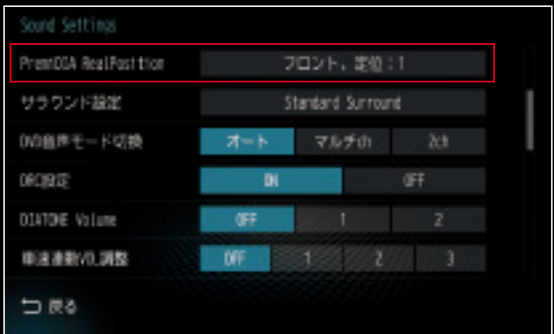 Sound Settings
PremiDIA RealPosition フロント、定位：1
サラウンド設定 Standard Surround
DVD音声モード切換 オート マルチch 2ch
DRC設定 ON OFF
DIATONE Volume OFF 1 2
車速連動VOL調整 OFF 1 2 3
戻る